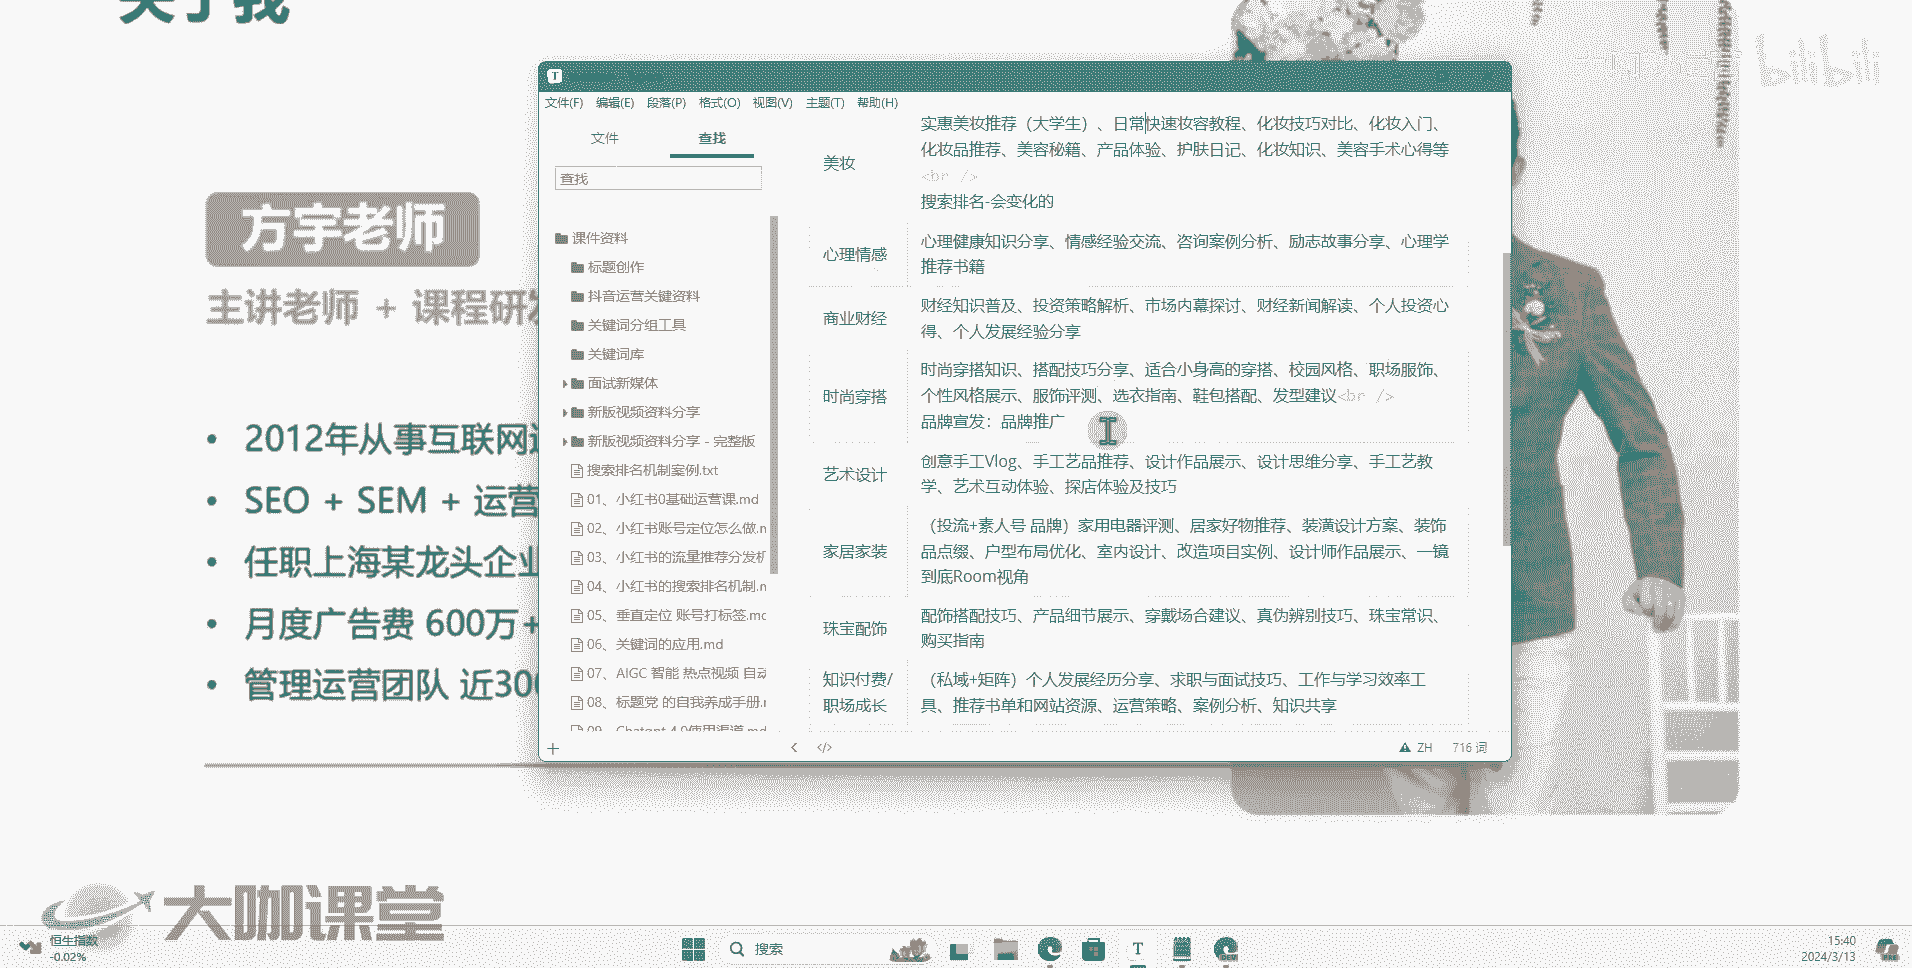 关于我
bilibili
方宇老师
主讲老师 + 课程研发
2012年从事互联网
SEO + SEM + 运营
任职上海某龙头企业
月度广告费 600万+
管理运营团队 近300
T
文件(F) 编辑(E) 段落(P) 格式(O) 视图(V) 主题(T) 帮助(H)
文件 查找
查找
课件资料
标题创作
抖音运营关键资料
关键词分组工具
关键词库
面试新媒体
新版视频资料分享
新版视频资料分享 - 完整版
搜索排名机制案例.txt
01、小红书0基础运营课.md
02、小红书账号定位怎么做.m
03、小红书的流量推荐分发机
04、小红书的搜索排名机制.m
05、垂直定位 账号打标签.mc
06、关键词的应用.md
07、AIGC 智能 热点视频 自动
08、标题党 的自我养成手册.r
09、Chatgpt 4.0使用渠道.md
美妆
实惠美妆推荐（大学生）、日常快速妆容教程、化妆技巧对比、化妆入门、
化妆品推荐、美容秘籍、产品体验、护肤日记、化妆知识、美容手术心得等
<br />
搜索排名-会变化的
心理情感
心理健康知识分享、情感经验交流、咨询案例分析、励志故事分享、心理学
推荐书籍
商业财经
财经知识普及、投资策略解析、市场内幕探讨、财经新闻解读、个人投资心
得、个人发展经验分享
时尚穿搭
时尚穿搭知识、搭配技巧分享、适合小身高的穿搭、校园风格、职场服饰、
个性风格展示、服饰评测、选衣指南、鞋包搭配、发型建议<br />
品牌宣发：品牌推广
艺术设计
创意手工Vlog、手工艺品推荐、设计作品展示、设计思维分享、手工艺教
学、艺术互动体验、探店体验及技巧
家居家装
（投流+素人号 品牌）家用电器评测、居家好物推荐、装潢设计方案、装饰
品点缀、户型布局优化、室内设计、改造项目实例、设计师作品展示、一镜
到底Room视角
珠宝配饰
配饰搭配技巧、产品细节展示、穿戴场合建议、真伪辨别技巧、珠宝常识、
购买指南
知识付费/
职场成长
（私域+矩阵）个人发展经历分享、求职与面试技巧、工作与学习效率工
具、推荐书单和网站资源、运营策略、案例分析、知识共享
</> ZH 716 词
大咖课堂
恒生指数
-0.02%
搜索
T
DEV
15:40
2024/3/13
PRE